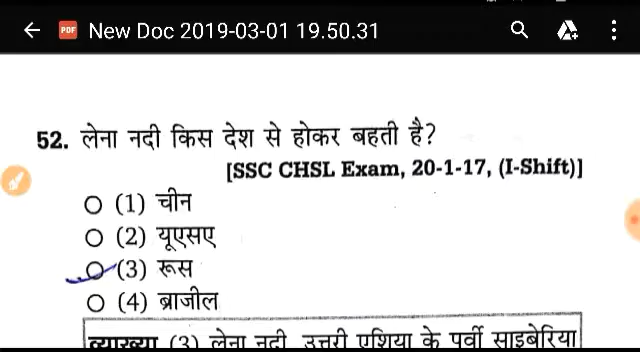 PDF New Doc 2019-03-01 19.50.31
52. लेना नदी किस देश से होकर बहती है?
[SSC CHSL Exam, 20-1-17, (I-Shift)]
(1) चीन
(2) यूएसए
(3) रूस
(4) ब्राजील
व्याख्या (3) लेना नदी, उत्तरी एशिया के पूर्वी साइबेरिया